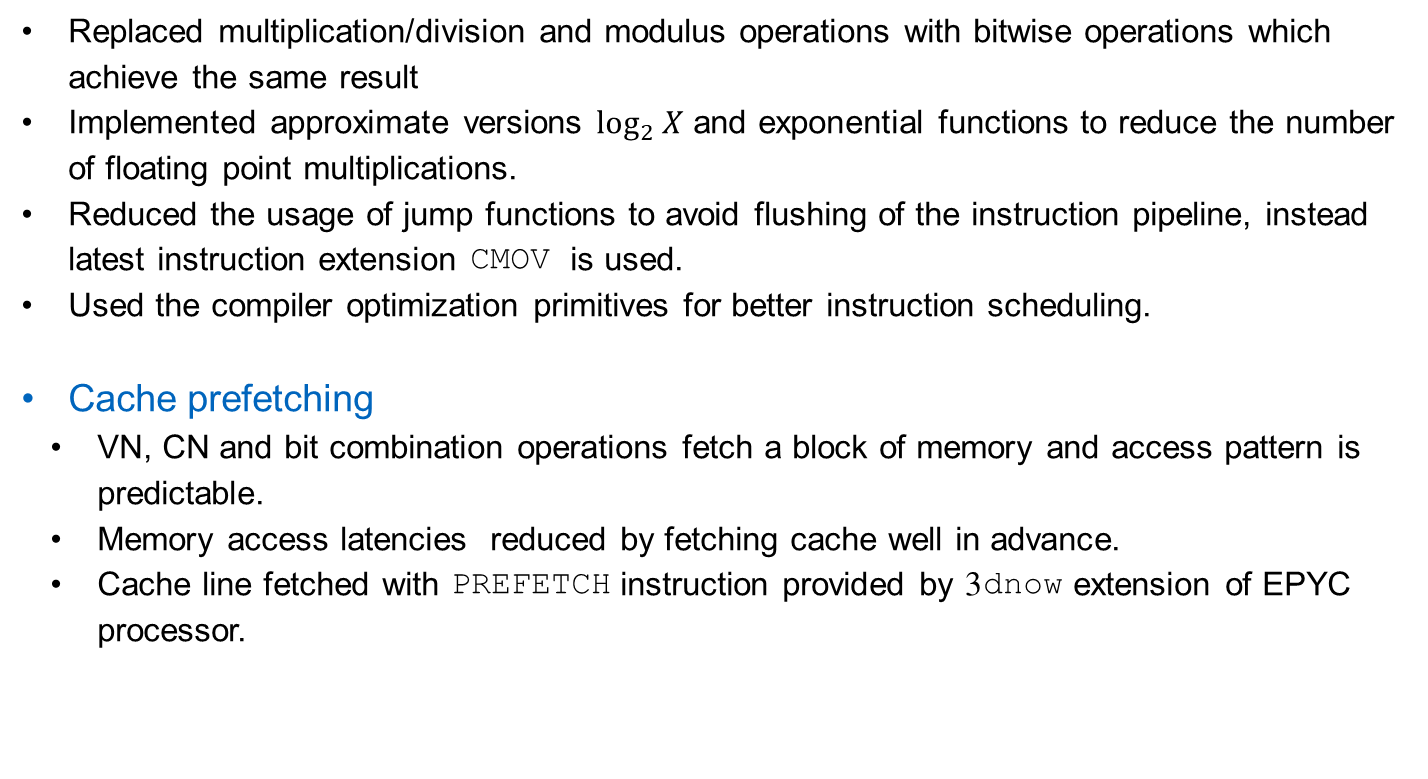 • Replaced multiplication/division and modulus operations with bitwise operations which
achieve the same result
• Implemented approximate versions log₂ X and exponential functions to reduce the number
of floating point multiplications.
• Reduced the usage of jump functions to avoid flushing of the instruction pipeline, instead
latest instruction extension CMOV is used.
• Used the compiler optimization primitives for better instruction scheduling.
• Cache prefetching
• VN, CN and bit combination operations fetch a block of memory and access pattern is
predictable.
• Memory access latencies reduced by fetching cache well in advance.
• Cache line fetched with PREFETCH instruction provided by 3dnow extension of EPYC
processor.